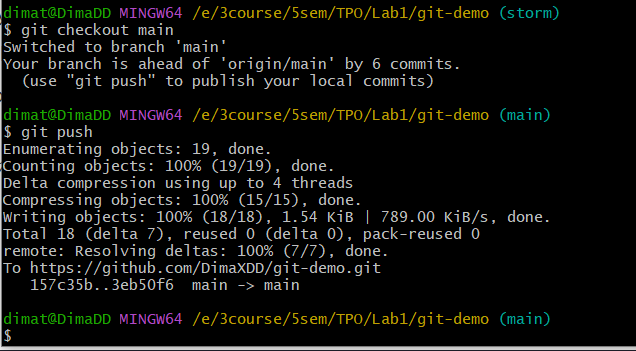 dimat@DimaDD MINGW64 /e/3course/5sem/TPO/Lab1/git-demo (storm)
$ git checkout main
Switched to branch 'main'
Your branch is ahead of 'origin/main' by 6 commits.
  (use "git push" to publish your local commits)

dimat@DimaDD MINGW64 /e/3course/5sem/TPO/Lab1/git-demo (main)
$ git push
Enumerating objects: 19, done.
Counting objects: 100% (19/19), done.
Delta compression using up to 4 threads
Compressing objects: 100% (15/15), done.
Writing objects: 100% (18/18), 1.54 KiB | 789.00 KiB/s, done.
Total 18 (delta 7), reused 0 (delta 0), pack-reused 0
remote: Resolving deltas: 100% (7/7), done.
To https://github.com/DimaXDD/git-demo.git
   157c35b..3eb50f6  main -> main

dimat@DimaDD MINGW64 /e/3course/5sem/TPO/Lab1/git-demo (main)
$